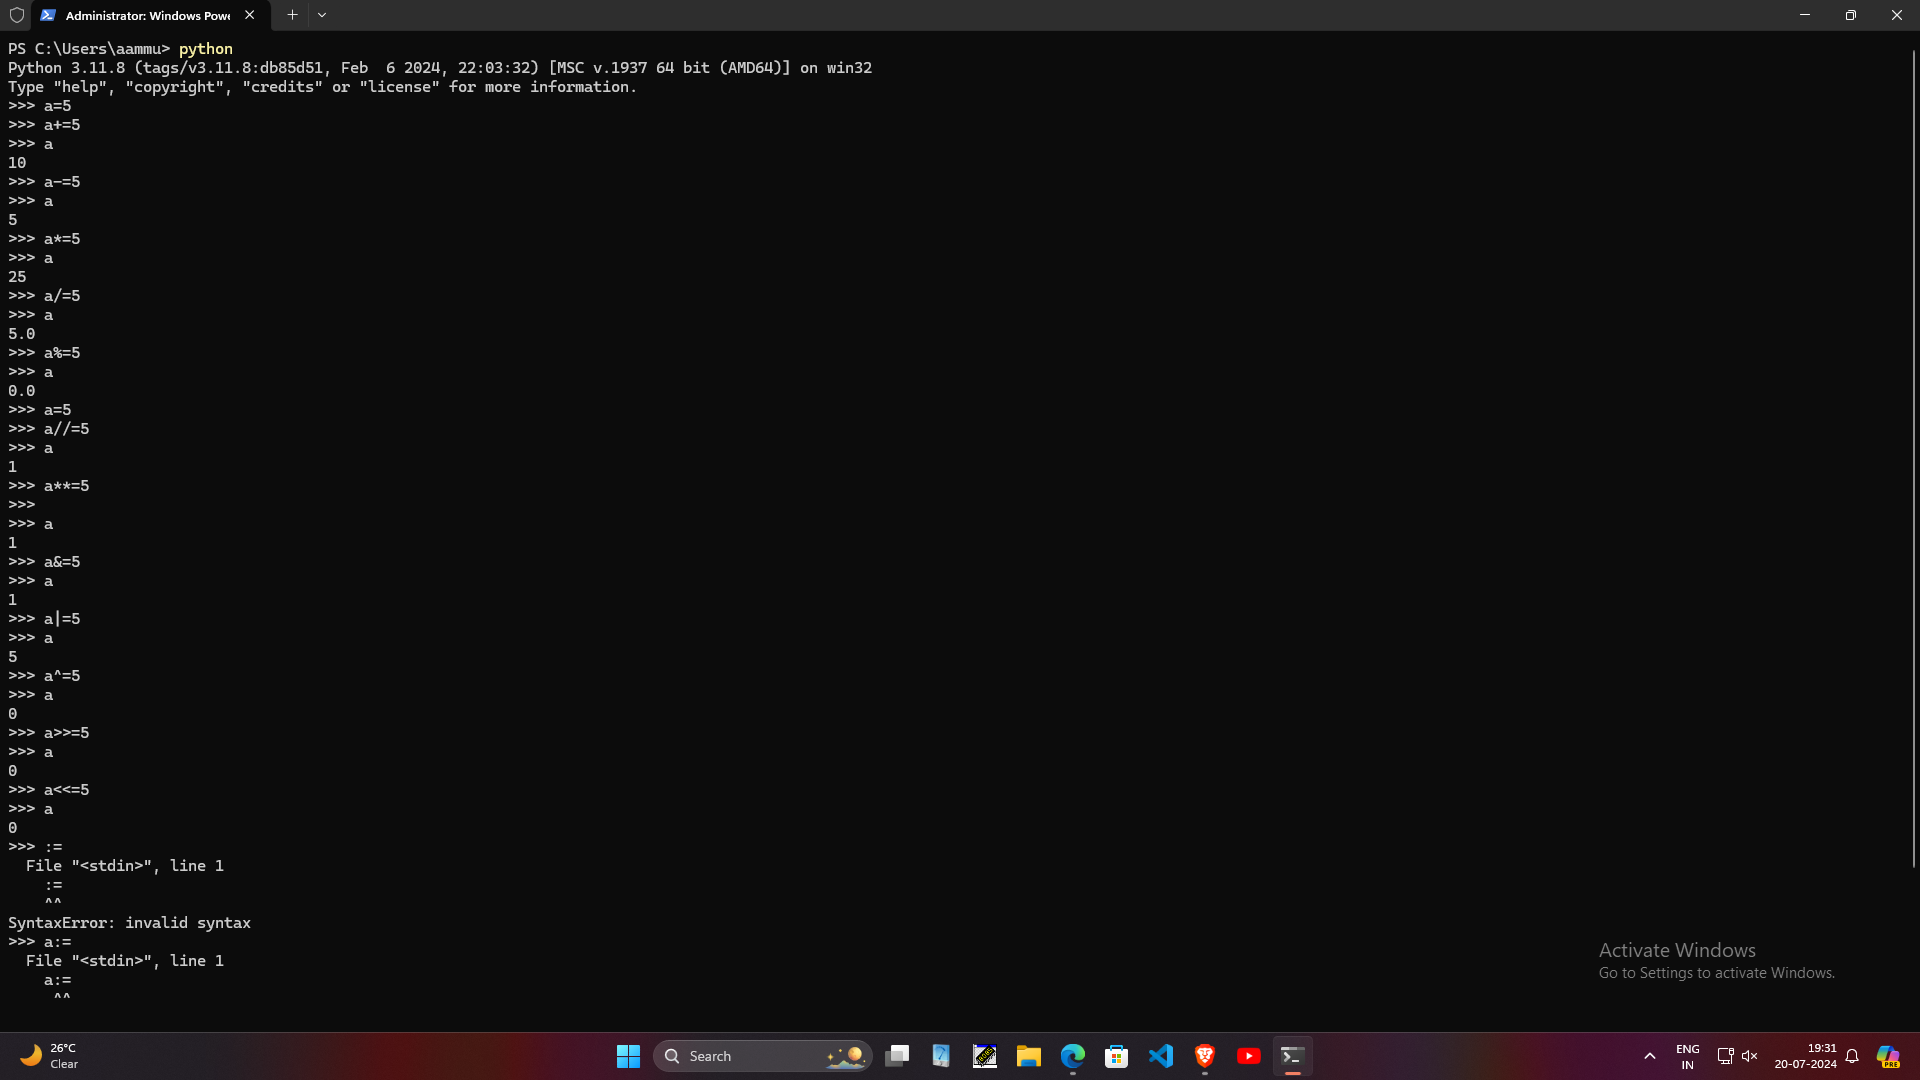 Administrator: Windows Powe
PS C:\Users\aammu> python
Python 3.11.8 (tags/v3.11.8:db85d51, Feb  6 2024, 22:03:32) [MSC v.1937 64 bit (AMD64)] on win32
Type "help", "copyright", "credits" or "license" for more information.
>>> a=5
>>> a+=5
>>> a
10
>>> a-=5
>>> a
5
>>> a*=5
>>> a
25
>>> a/=5
>>> a
5.0
>>> a%=5
>>> a
0.0
>>> a=5
>>> a//=5
>>> a
1
>>> a**=5
>>>
>>> a
1
>>> a&=5
>>> a
1
>>> a|=5
>>> a
5
>>> a^=5
>>> a
0
>>> a>>=5
>>> a
0
>>> a<<=5
>>> a
0
>>> :=
  File "<stdin>", line 1
    :=
    ^^
SyntaxError: invalid syntax
>>> a:=
  File "<stdin>", line 1
    a:=
     ^^
Activate Windows
Go to Settings to activate Windows.
26°C
Clear
Search
ENG
IN
19:31
20-07-2024
PRE